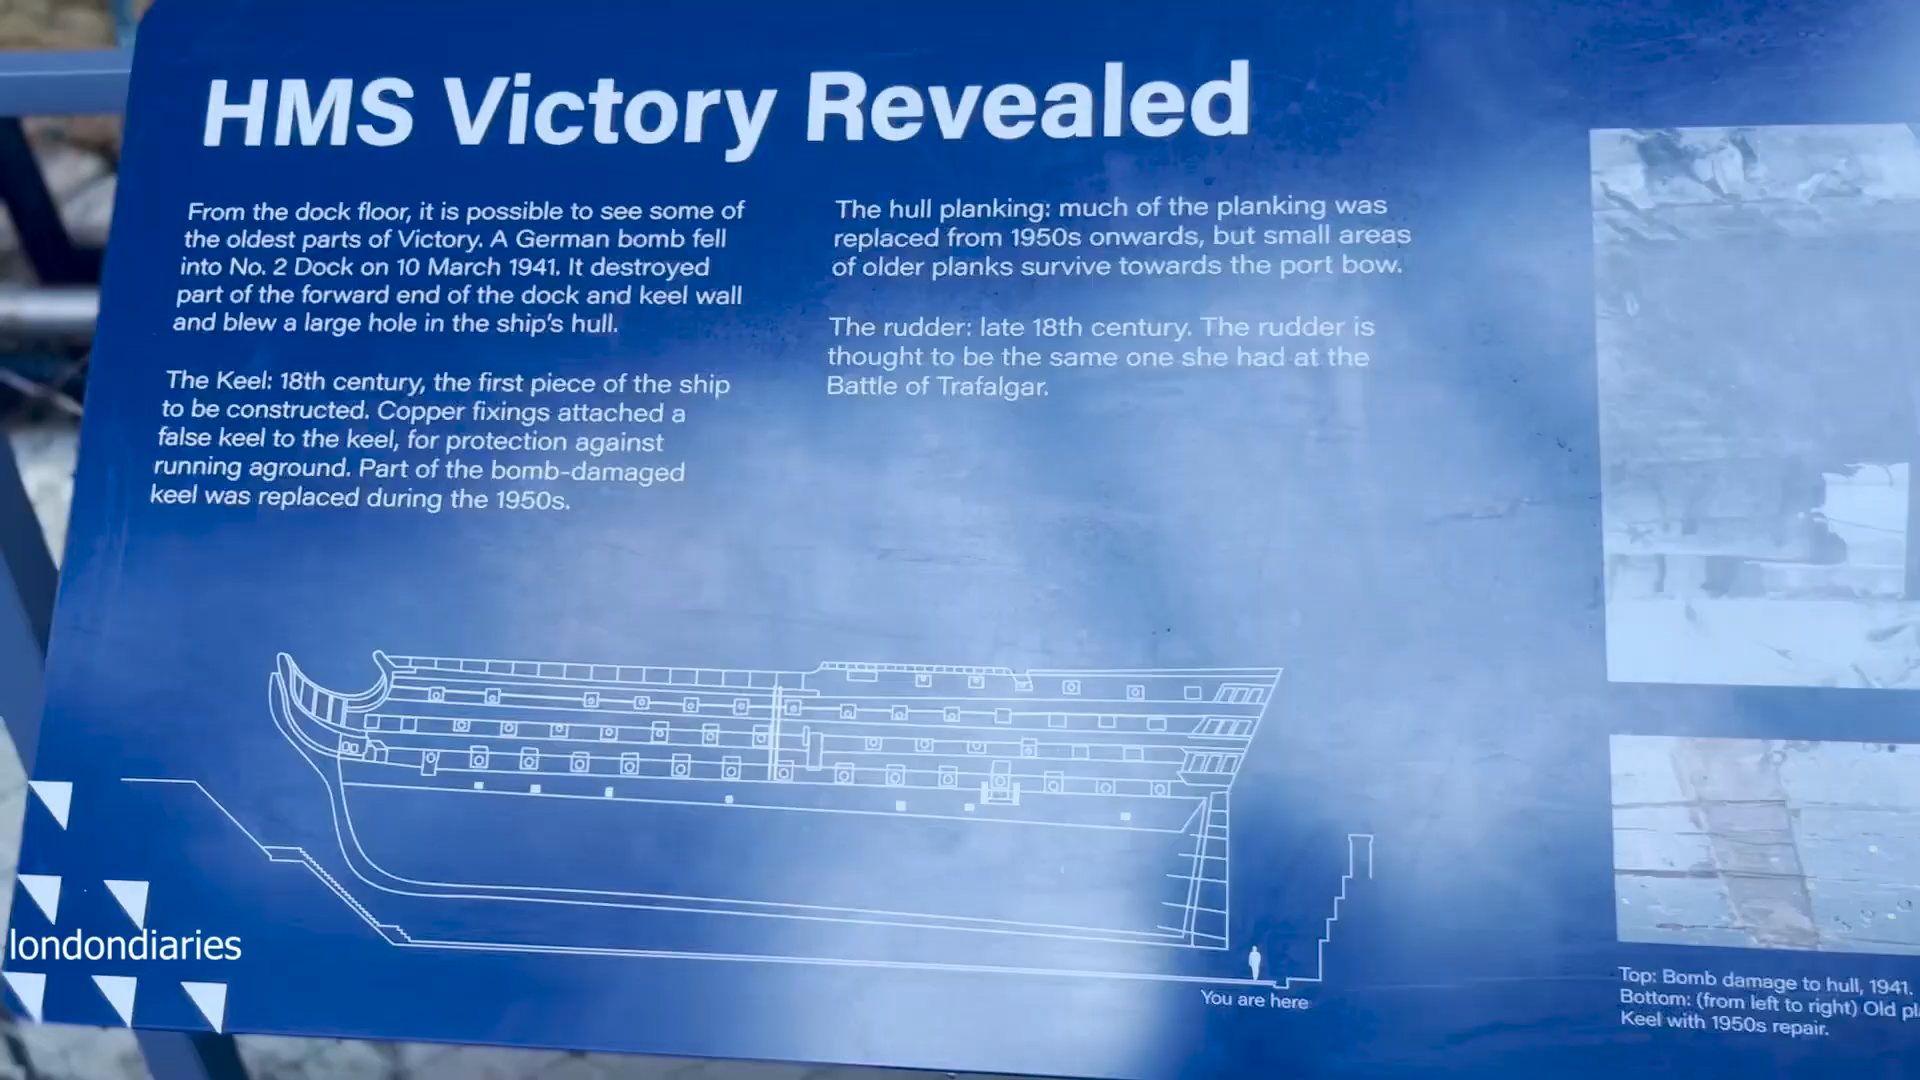 HMS Victory Revealed
From the dock floor, it is possible to see some of
the oldest parts of Victory. A German bomb fell
into No. 2 Dock on 10 March 1941. It destroyed
part of the forward end of the dock and keel wall
and blew a large hole in the ship's hull.
The Keel: 18th century, the first piece of the ship
to be constructed. Copper fixings attached a
false keel to the keel, for protection against
running aground. Part of the bomb-damaged
keel was replaced during the 1950s.
The hull planking: much of the planking was
replaced from 1950s onwards, but small areas
of older planks survive towards the port bow.
The rudder: late 18th century. The rudder is
thought to be the same one she had at the
Battle of Trafalgar.
You are here
Top: Bomb damage to hull, 1941.
Bottom: (from left to right) Old
Keel with 1950s repair.
londondiaries